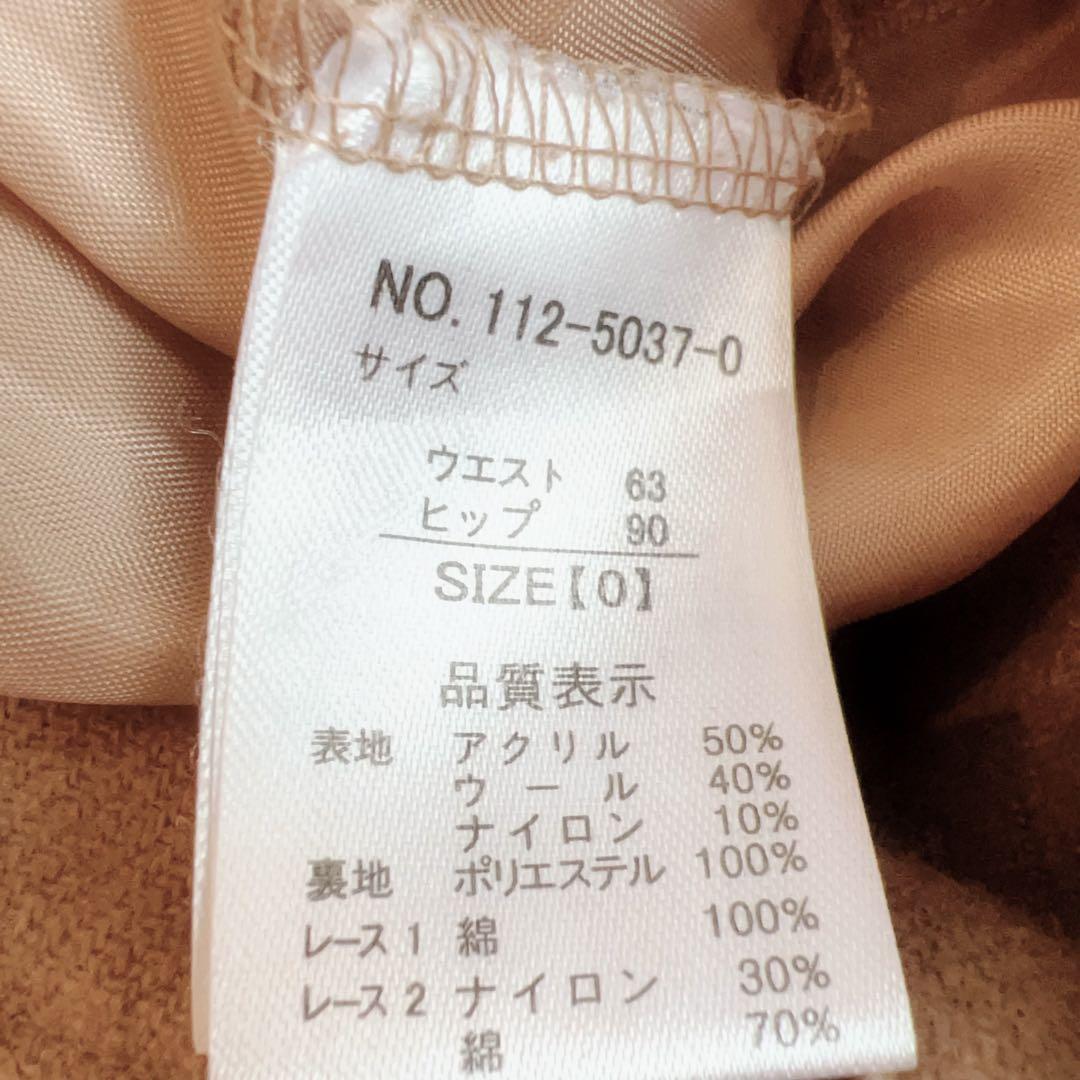 NO. 112-5037-0
サイズ
ウエスト 63
ヒップ 90
SIZE【0】
品質表示
表地 アクリル 50%
ウール 40%
ナイロン 10%
裏地 ポリエステル 100%
レース1 綿 100%
レース2 ナイロン 30%
綿 70%